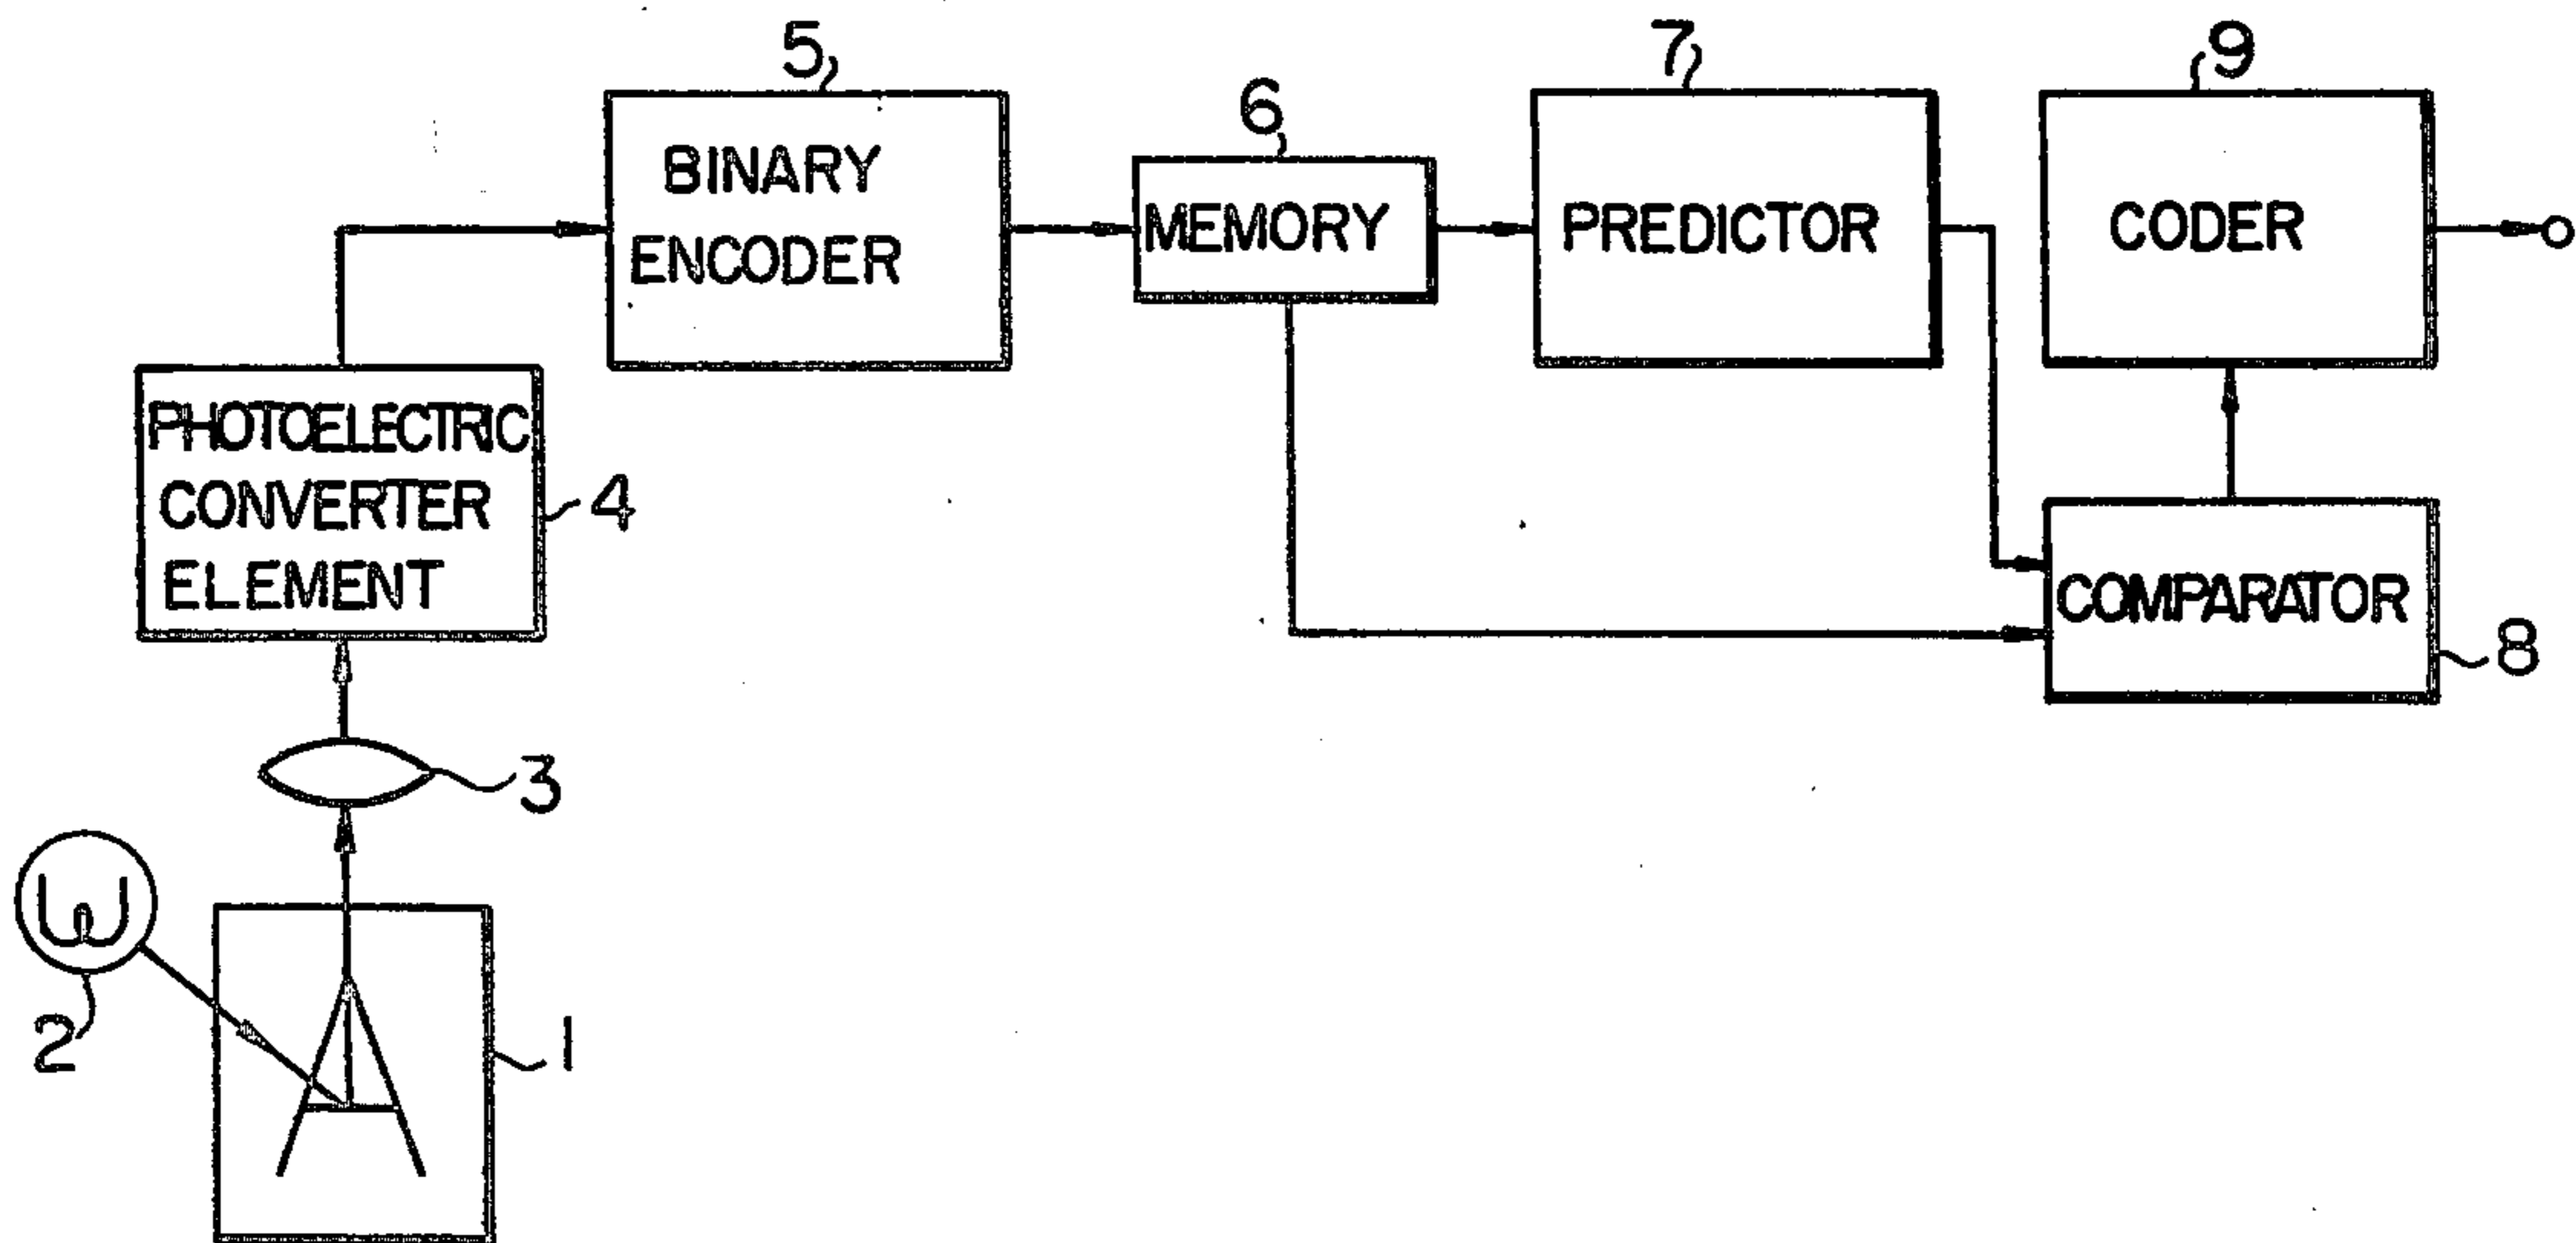 5
BINARY
ENCODER
6
MEMORY
7
PREDICTOR
9
CODER
PHOTOELECTRIC
CONVERTER
ELEMENT
4
COMPARATOR
8
3
2
A
1